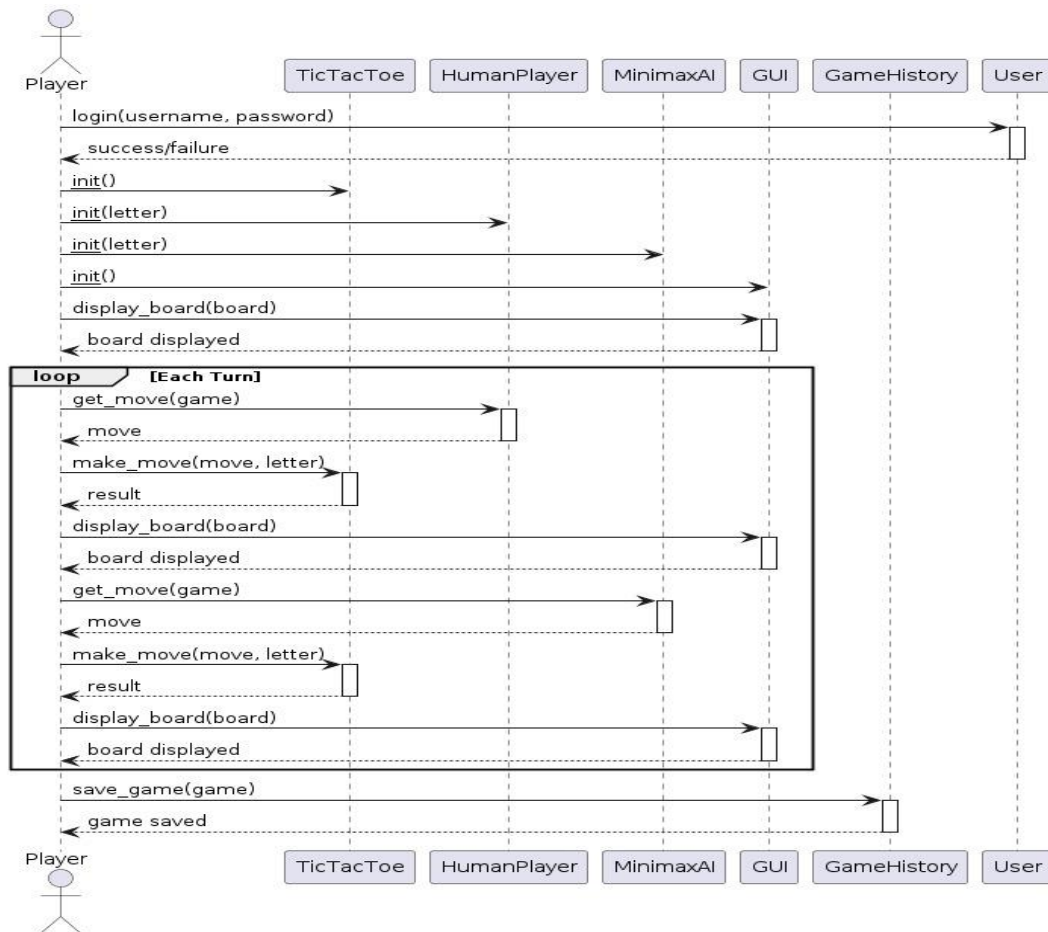 Player
TicTacToe HumanPlayer MinimaxAI GUI GameHistory User
login(username, password)
success/failure
init()
init(letter)
init(letter)
init()
display_board(board)
board displayed
loop [Each Turn]
get_move(game)
move
make_move(move, letter)
result
display_board(board)
board displayed
get_move(game)
move
make_move(move, letter)
result
display_board(board)
board displayed
save_game(game)
game saved
Player
TicTacToe HumanPlayer MinimaxAI GUI GameHistory User